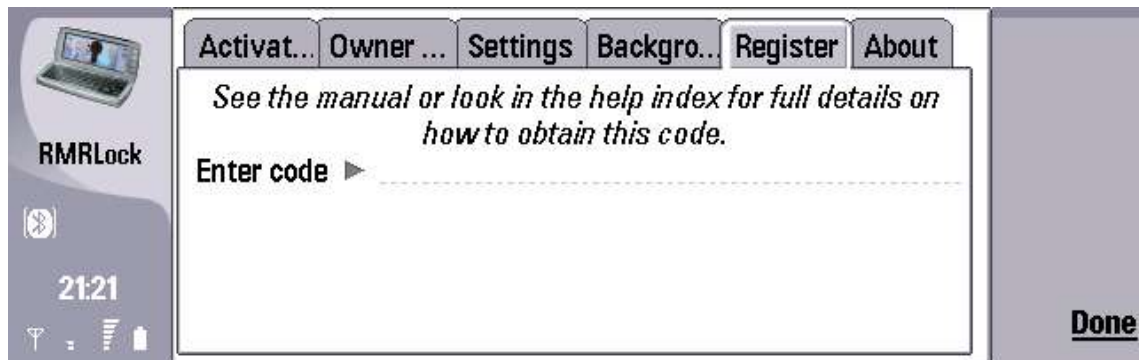 Activat... Owner ... Settings Backgro... Register About
See the manual or look in the help index for full details on
how to obtain this code.
RMRLock
Enter code
21:21
Done